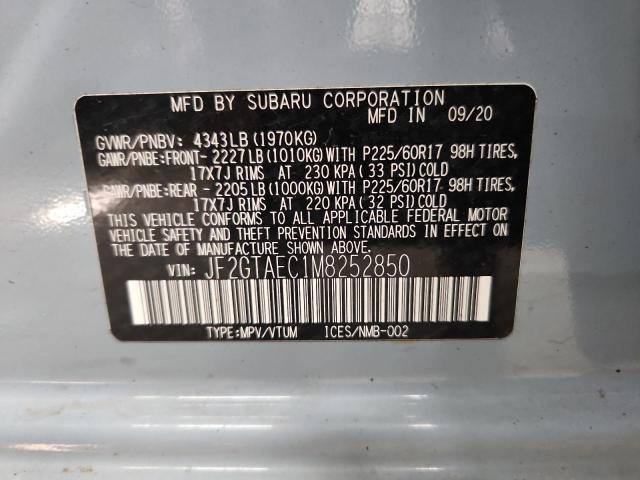 MFD BY SUBARU CORPORATION
MFD IN 09/20
GVWR/PNBV: 4343LB(1970KG)
GAWR/PNBE:FRONT- 2227LB(1010KG)WITH P225/60R17 98H TIRES,
17X7J RIMS AT 230 KPA(33 PSI)COLD
GAWR/PNBE:REAR - 2205LB(1000KG)WITH P225/60R17 98H TIRES,
17X7J RIMS AT 220 KPA(32 PSI)COLD
THIS VEHICLE CONFORMS TO ALL APPLICABLE FEDERAL MOTOR
VEHICLE SAFETY AND THEFT PREVENTION STANDARDS IN EFFECT
ON THE DATE OF MANUFACTURE SHOWN ABOVE.
VIN: JF2GTAEC1M8252850
TYPE:MPV/VTUM ICES/NMB-002